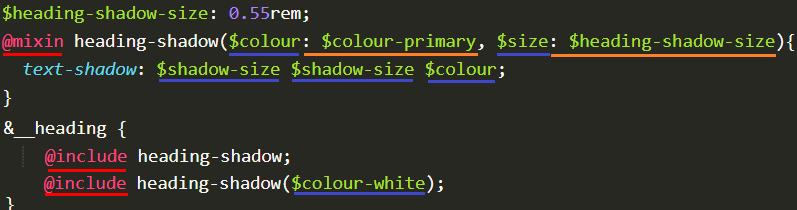 $heading-shadow-size: 0.55rem;
@mixin heading-shadow($colour: $colour-primary, $size: $heading-shadow-size){
text-shadow: $shadow-size $shadow-size $colour;
}
&__heading {
@include heading-shadow;
@include heading-shadow($colour-white);
}